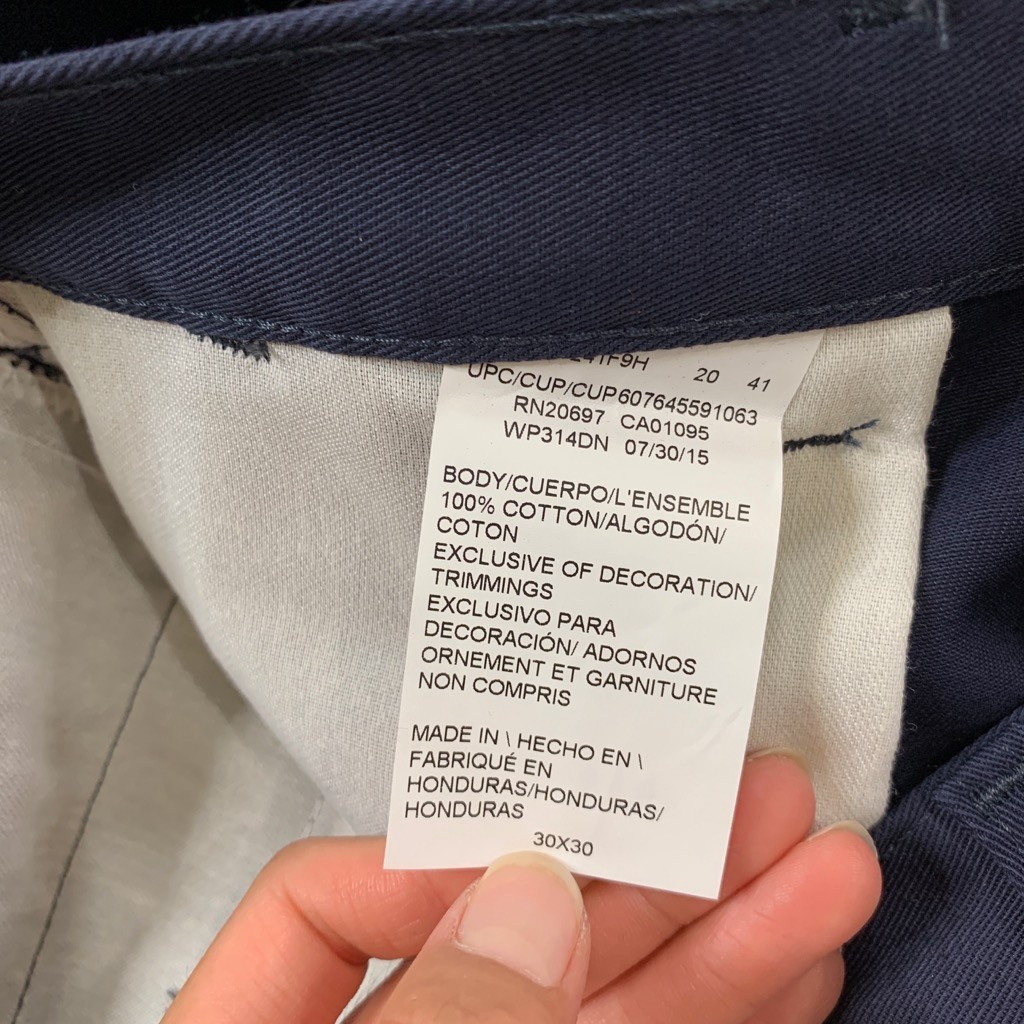 20 41
UPC/CUP/CUP607645591063
RN20697 CA01095
WP314DN 07/30/15
BODY/CUERPO/L'ENSEMBLE
100% COTTON/ALGODÓN/
COTON
EXCLUSIVE OF DECORATION/
TRIMMINGS
EXCLUSIVO PARA
DECORACIÓN/ ADORNOS
ORNEMENT ET GARNITURE
NON COMPRIS
MADE IN \ HECHO EN \
FABRIQUÉ EN
HONDURAS/HONDURAS/
HONDURAS
30X30